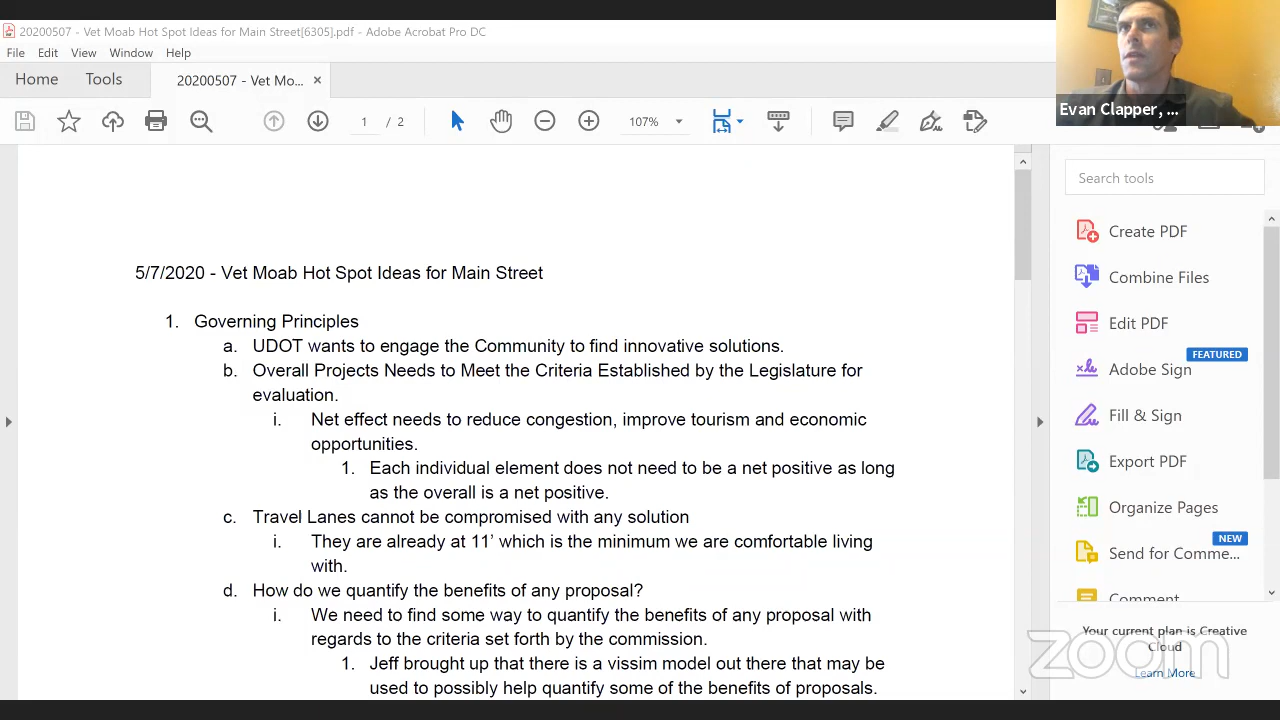 20200507 - Vet Moab Hot Spot Ideas for Main Street[6305].pdf - Adobe Acrobat Pro DC
File Edit View Window Help
Home Tools 20200507 - Vet Mo... ×
1 / 2 107%
Evan Clapper, ...
Search tools
5/7/2020 - Vet Moab Hot Spot Ideas for Main Street
1. Governing Principles
a. UDOT wants to engage the Community to find innovative solutions.
b. Overall Projects Needs to Meet the Criteria Established by the Legislature for
evaluation.
i. Net effect needs to reduce congestion, improve tourism and economic
opportunities.
1. Each individual element does not need to be a net positive as long
as the overall is a net positive.
c. Travel Lanes cannot be compromised with any solution
i. They are already at 11’ which is the minimum we are comfortable living
with.
d. How do we quantify the benefits of any proposal?
i. We need to find some way to quantify the benefits of any proposal with
regards to the criteria set forth by the commission.
1. Jeff brought up that there is a vissim model out there that may be
used to possibly help quantify some of the benefits of proposals.
Create PDF
Combine Files
Edit PDF
FEATURED
Adobe Sign
Fill & Sign
Export PDF
Organize Pages
NEW
Send for Comme...
Comment
Your current plan is Creative
Cloud
Learn More
zoom